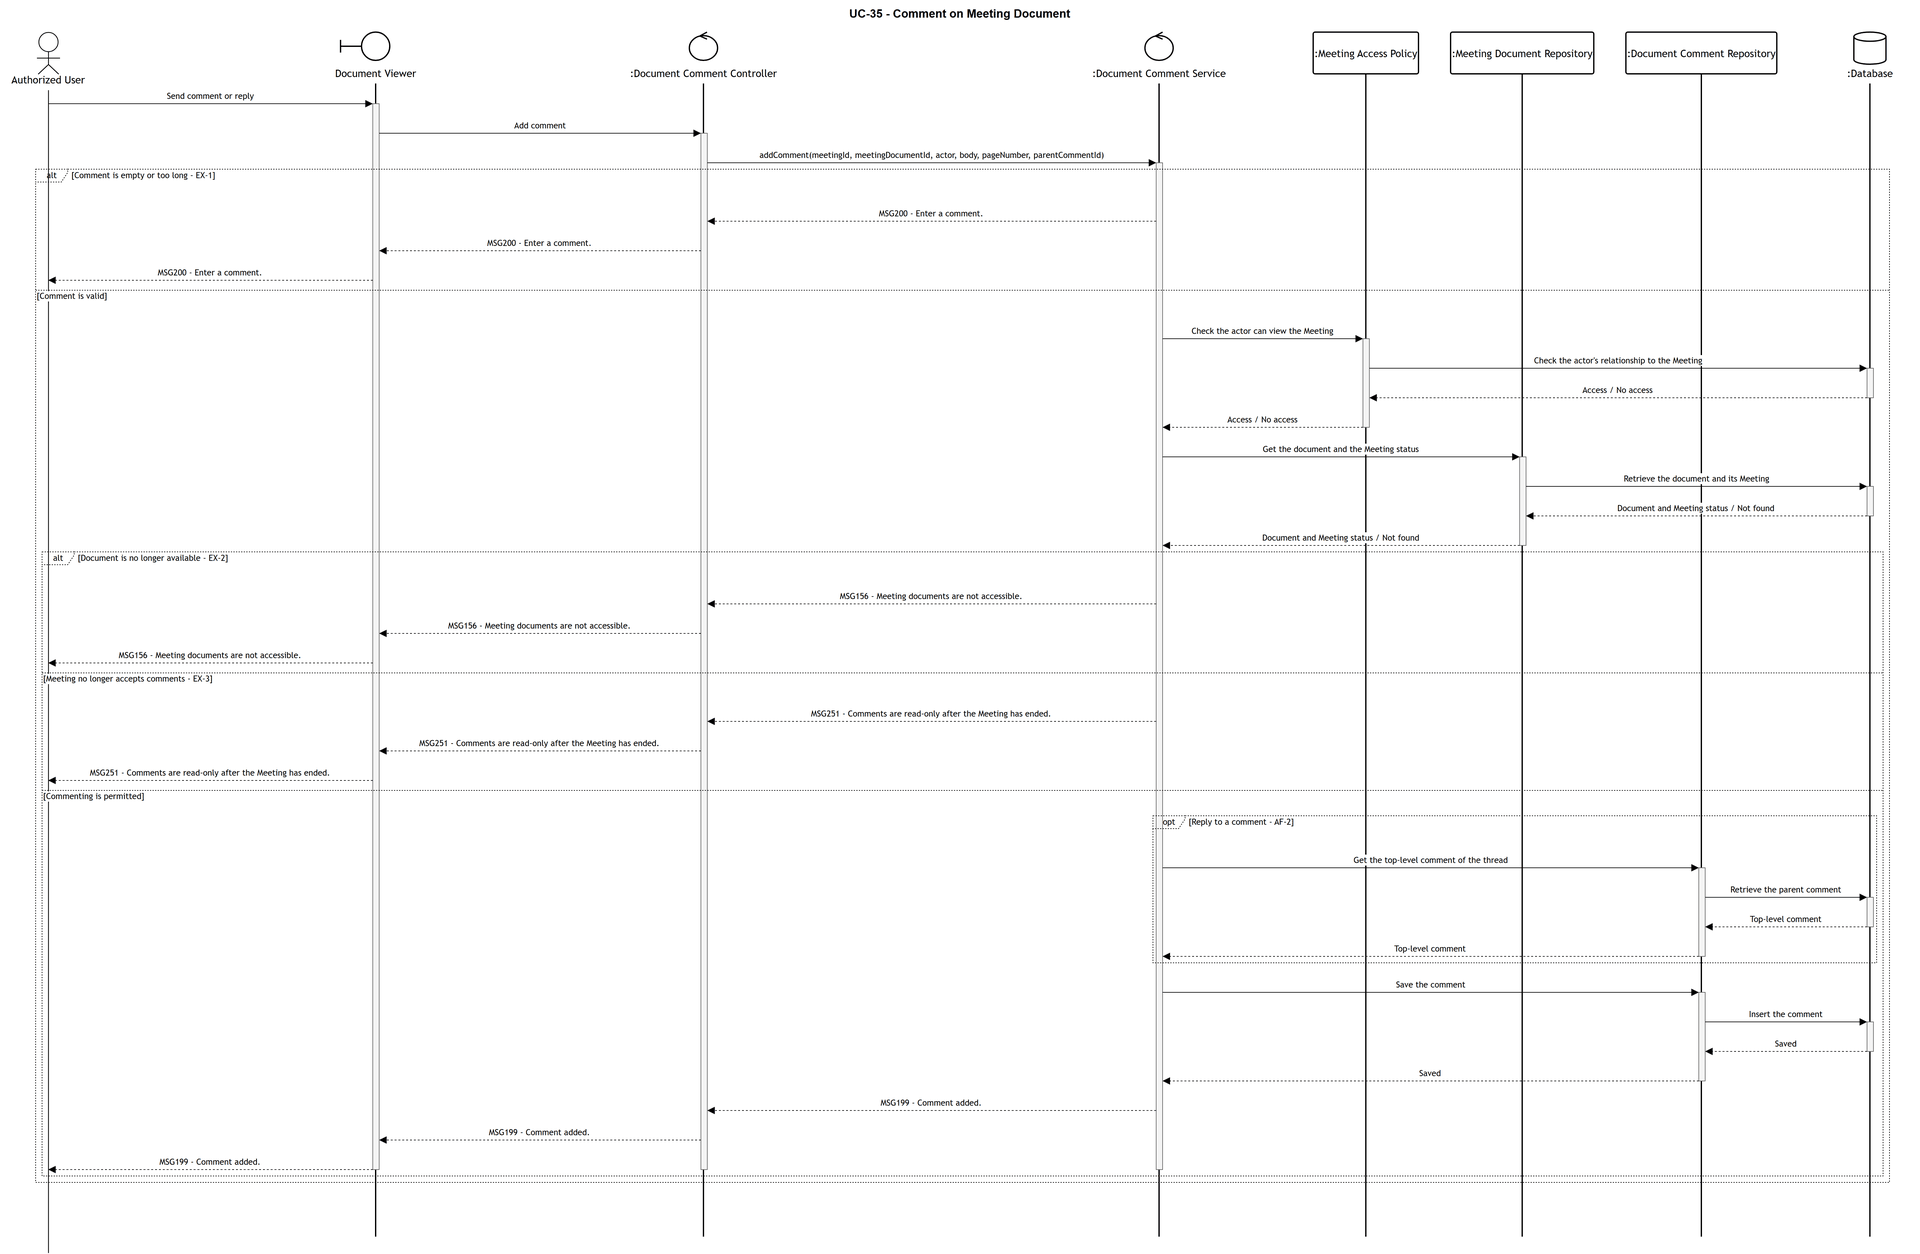 UC-35 - Comment on Meeting Document
Authorized User
Document Viewer
:Document Comment Controller
:Document Comment Service
:Meeting Access Policy
:Meeting Document Repository
:Document Comment Repository
:Database
Send comment or reply
Add comment
addComment(meetingId, meetingDocumentId, actor, body, pageNumber, parentCommentId)
alt
[Comment is empty or too long - EX-1]
MSG200 - Enter a comment.
MSG200 - Enter a comment.
MSG200 - Enter a comment.
[Comment is valid]
Check the actor can view the Meeting
Check the actor's relationship to the Meeting
Access / No access
Access / No access
Get the document and the Meeting status
Retrieve the document and its Meeting
Document and Meeting status / Not found
Document and Meeting status / Not found
alt
[Document is no longer available - EX-2]
MSG156 - Meeting documents are not accessible.
MSG156 - Meeting documents are not accessible.
MSG156 - Meeting documents are not accessible.
[Meeting no longer accepts comments - EX-3]
MSG251 - Comments are read-only after the Meeting has ended.
MSG251 - Comments are read-only after the Meeting has ended.
MSG251 - Comments are read-only after the Meeting has ended.
[Commenting is permitted]
opt
[Reply to a comment - AF-2]
Get the top-level comment of the thread
Retrieve the parent comment
Top-level comment
Top-level comment
Save the comment
Insert the comment
Saved
Saved
MSG199 - Comment added.
MSG199 - Comment added.
MSG199 - Comment added.